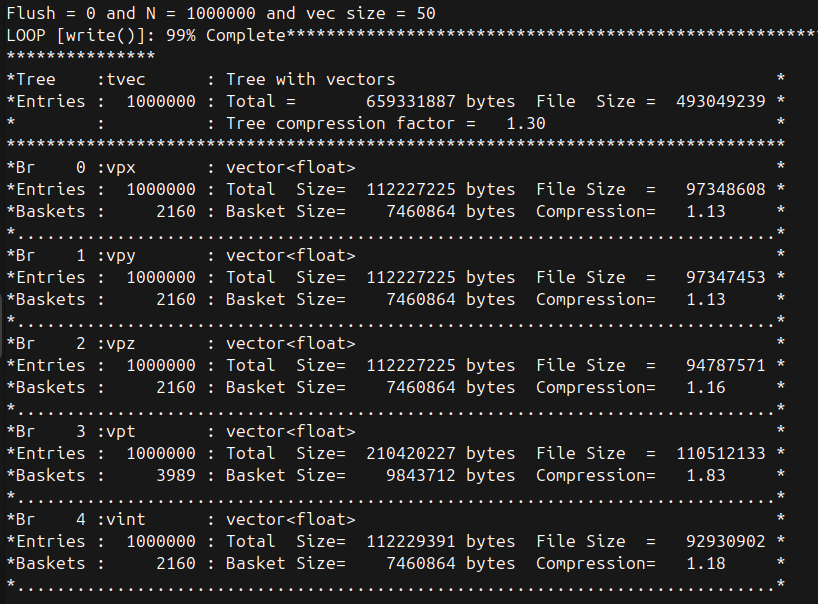 Flush = 0 and N = 1000000 and vec size = 50
LOOP [write()]: 99% Complete*****************************************************
***************
*Tree    :tvec      : Tree with vectors                                      *
*Entries :  1000000 : Total =       659331887 bytes  File  Size =  493049239 *
*        :          : Tree compression factor =   1.30                       *
******************************************************************************
*Br    0 :vpx       : vector<float>                                          *
*Entries :  1000000 : Total  Size=  112227225 bytes  File Size  =   97348608 *
*Baskets :     2160 : Basket Size=    7460864 bytes  Compression=   1.13     *
*............................................................................*
*Br    1 :vpy       : vector<float>                                          *
*Entries :  1000000 : Total  Size=  112227225 bytes  File Size  =   97347453 *
*Baskets :     2160 : Basket Size=    7460864 bytes  Compression=   1.13     *
*............................................................................*
*Br    2 :vpz       : vector<float>                                          *
*Entries :  1000000 : Total  Size=  112227225 bytes  File Size  =   94787571 *
*Baskets :     2160 : Basket Size=    7460864 bytes  Compression=   1.16     *
*............................................................................*
*Br    3 :vpt       : vector<float>                                          *
*Entries :  1000000 : Total  Size=  210420227 bytes  File Size  =  110512133 *
*Baskets :     3989 : Basket Size=    9843712 bytes  Compression=   1.83     *
*............................................................................*
*Br    4 :vint      : vector<float>                                          *
*Entries :  1000000 : Total  Size=  112229391 bytes  File Size  =   92930902 *
*Baskets :     2160 : Basket Size=    7460864 bytes  Compression=   1.18     *
*............................................................................*